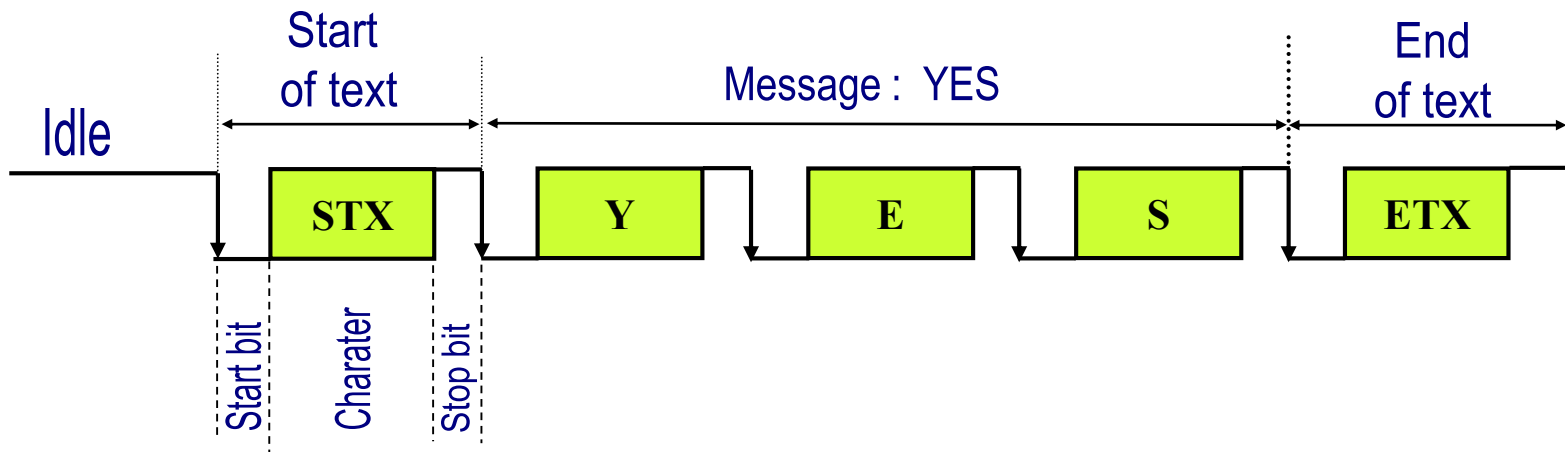 Start
of text
Message : YES
End
of text
Idle
STX
Y
E
S
ETX
Start bit
Charater
Stop bit